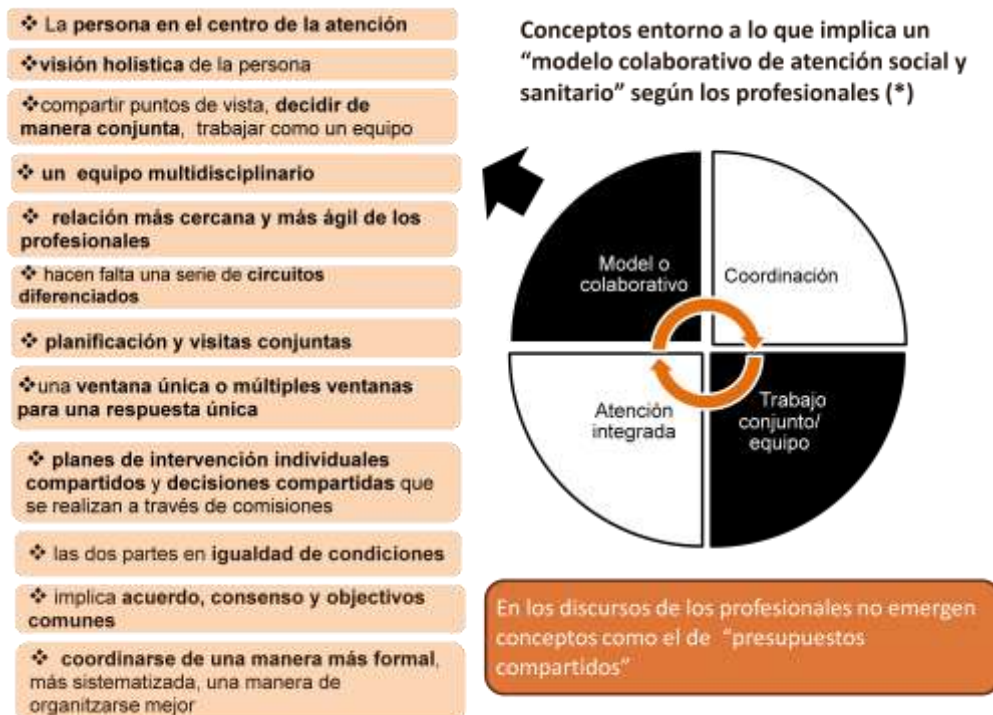 ❖ La persona en el centro de la atención
❖visión holistica de la persona
❖compartir puntos de vista, decidir de
manera conjunta, trabajar como un equipo
❖ un equipo multidisciplinario
❖ relación más cercana y más ágil de los
profesionales
❖ hacen falta una serie de circuitos
diferenciados
❖ planificación y visitas conjuntas
❖una ventana única o múltiples ventanas
para una respuesta única
❖ planes de intervención individuales
compartidos y decisiones compartidas que
se realizan a través de comisiones
❖ las dos partes en igualdad de condiciones
❖ implica acuerdo, consenso y objectivos
comunes
❖ coordinarse de una manera más formal,
más sistematizada, una manera de
organitzarse mejor
Conceptos entorno a lo que implica un
“modelo colaborativo de atención social y
sanitario” según los profesionales (*)
Model o
colaborativo
Coordinación
Atención
integrada
Trabajo
conjunto/
equipo
En los discursos de los profesionales no emergen
conceptos como el de “presupuestos
compartidos”